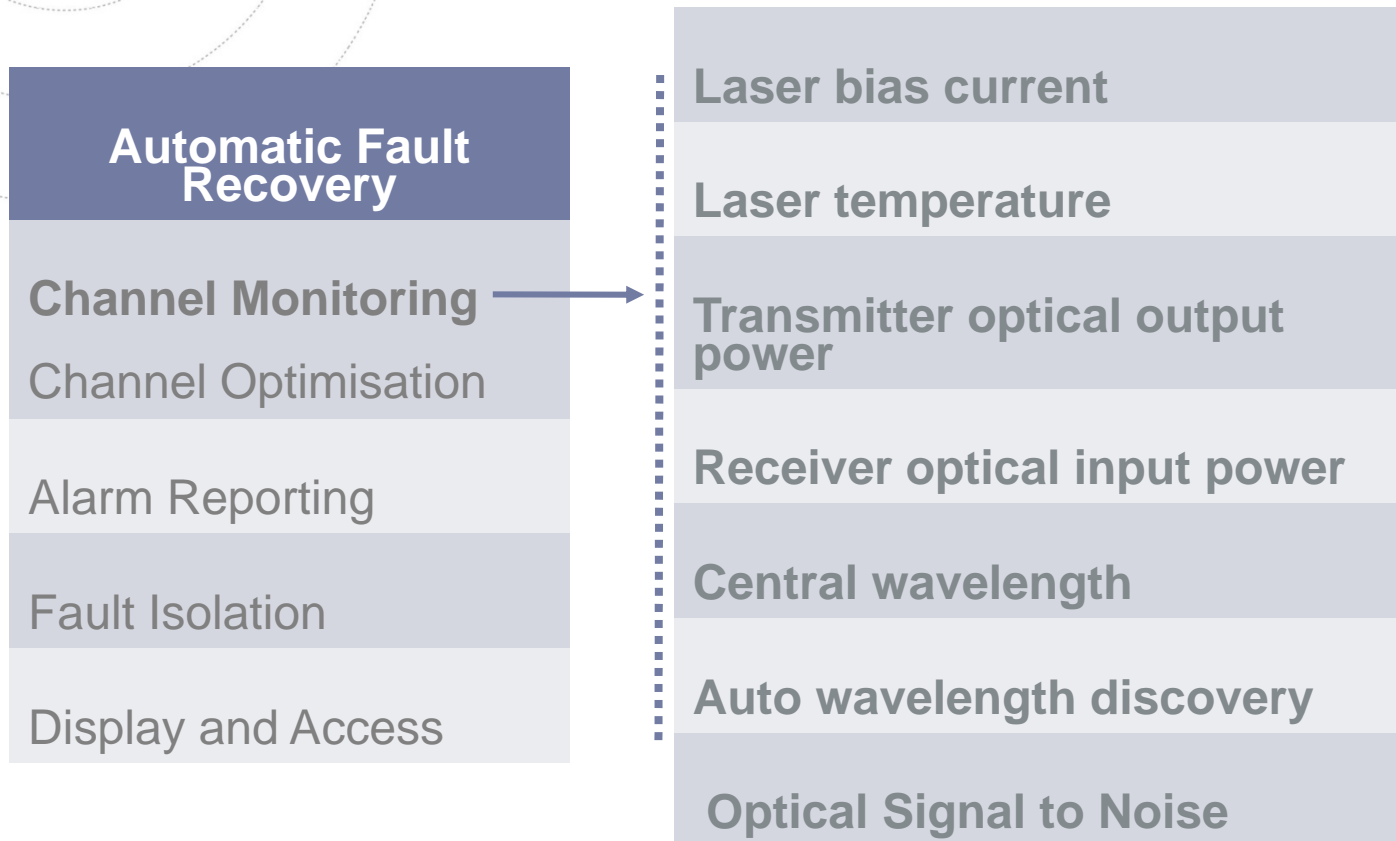 Automatic Fault
Recovery
Channel Monitoring
Channel Optimisation
Alarm Reporting
Fault Isolation
Display and Access
Laser bias current
Laser temperature
Transmitter optical output
power
Receiver optical input power
Central wavelength
Auto wavelength discovery
Optical Signal to Noise